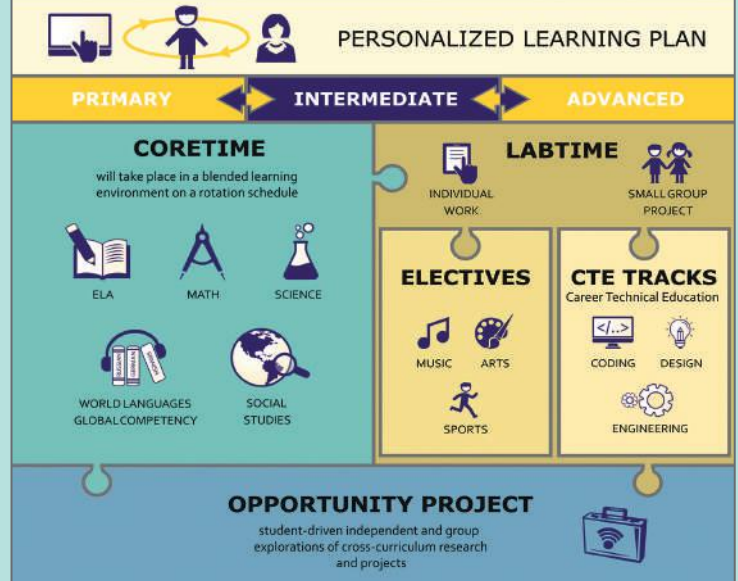 PERSONALIZED LEARNING PLAN
PRIMARY
INTERMEDIATE
ADVANCED
CORETIME
will take place in a blended learning
environment on a rotation schedule
ELA
MATH
SCIENCE
RUSSIAN
GERMAN
SPANISH
WORLD LANGUAGES
GLOBAL COMPETENCY
SOCIAL
STUDIES
LABTIME
INDIVIDUAL
WORK
SMALL GROUP
PROJECT
ELECTIVES
MUSIC
ARTS
SPORTS
CTE TRACKS
Career Technical Education
</..>
CODING
DESIGN
ENGINEERING
OPPORTUNITY PROJECT
student-driven independent and group
explorations of cross-curriculum research
and projects